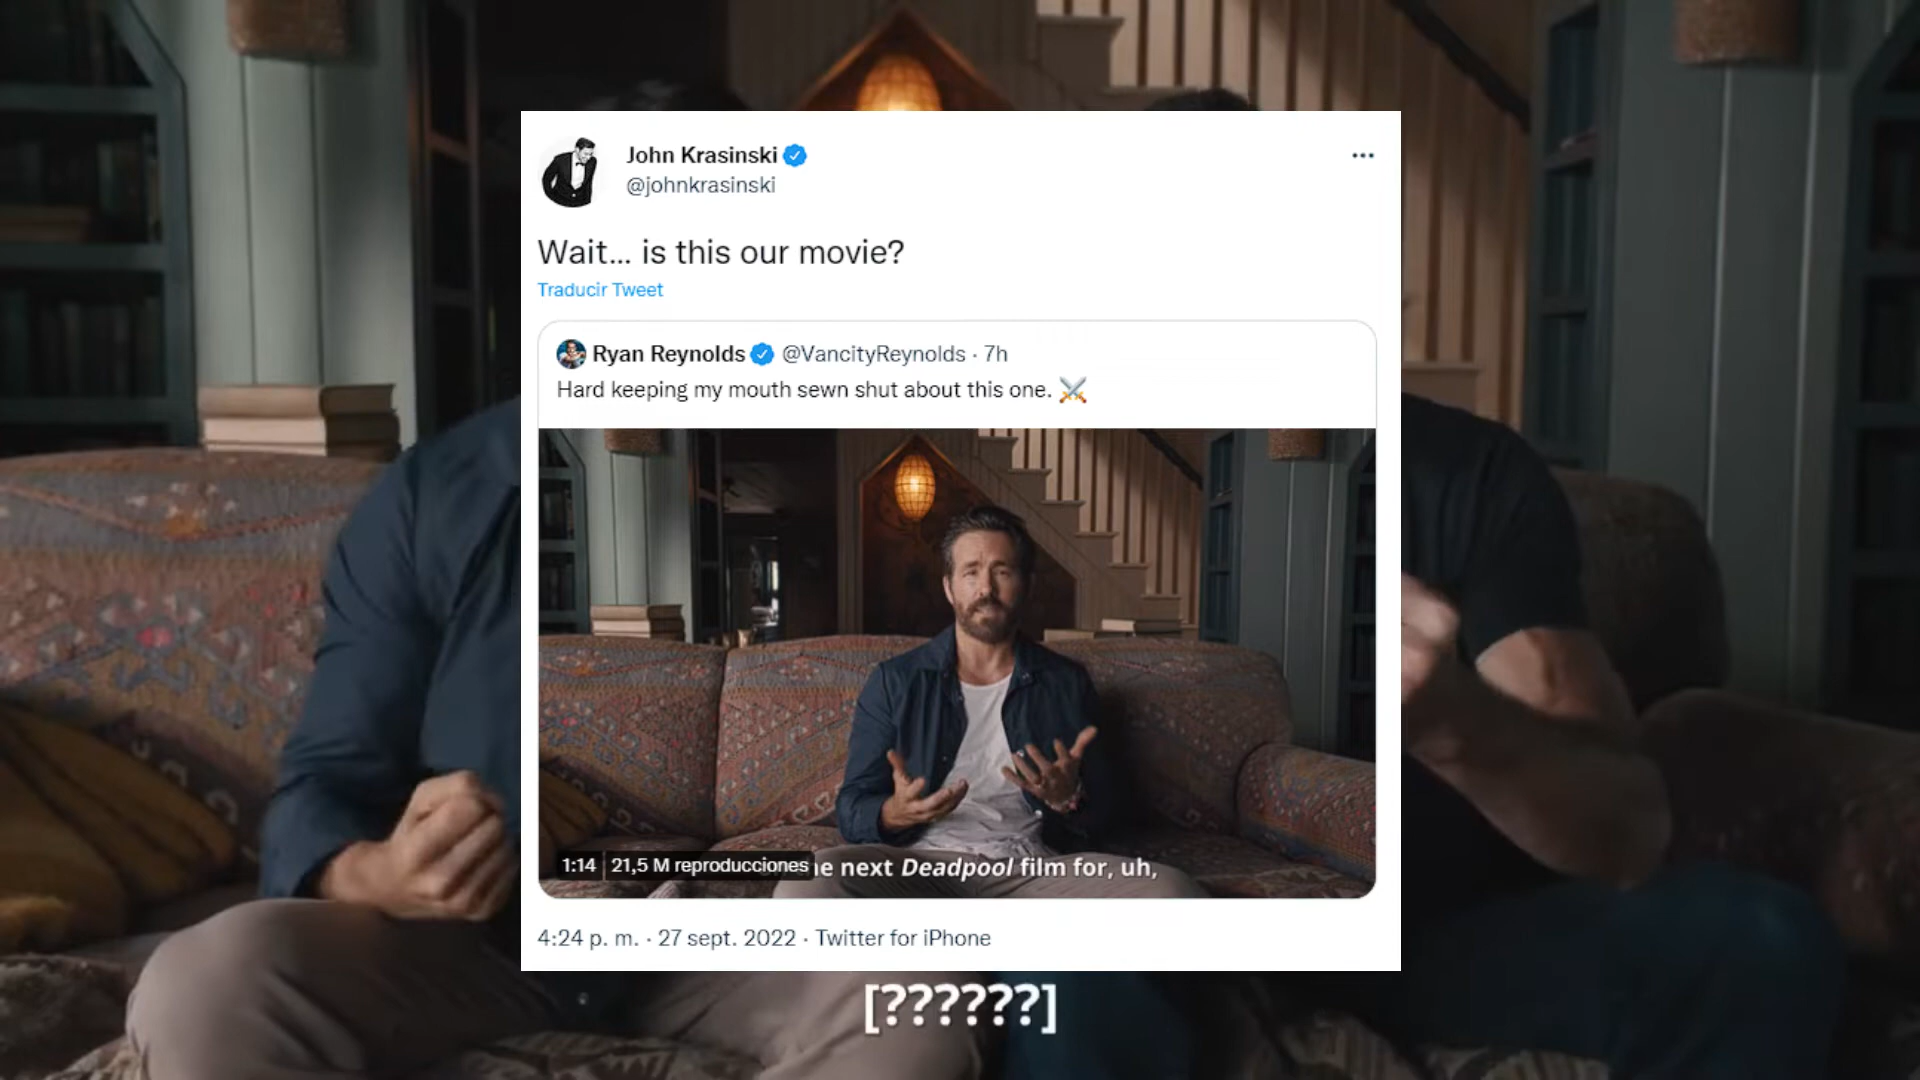 John Krasinski
@johnkrasinski
Wait... is this our movie?
Traducir Tweet
Ryan Reynolds @VancityReynolds · 7h
Hard keeping my mouth sewn shut about this one. ⚔️
1:14 21,5 M reproducciones next Deadpool film for, uh,
4:24 p. m. · 27 sept. 2022 · Twitter for iPhone
[??????]